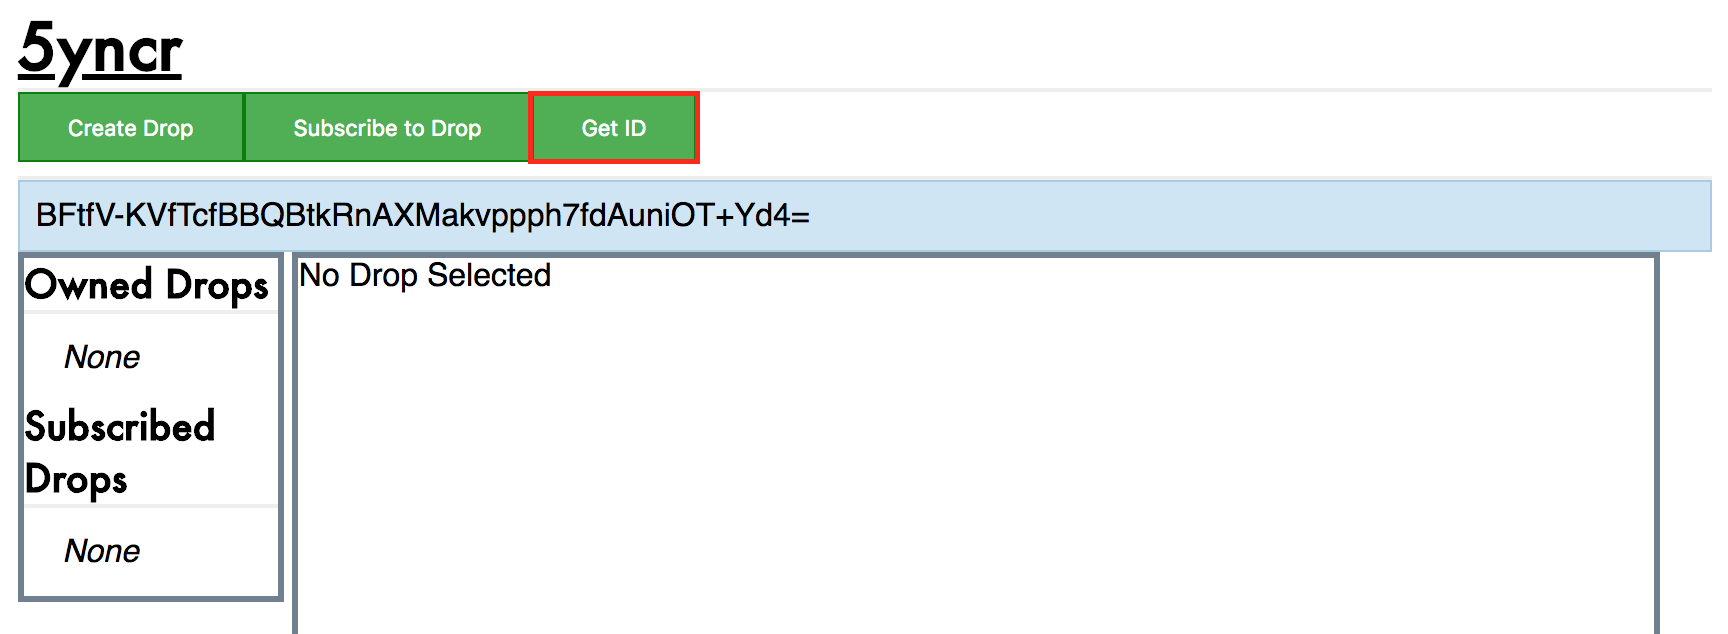 5yncr
Create Drop Subscribe to Drop Get ID
BFtfV-KVfTcfBBQBtkRnAXMakvppph7fdAuniOT+Yd4=
Owned Drops
None
Subscribed
Drops
None
No Drop Selected